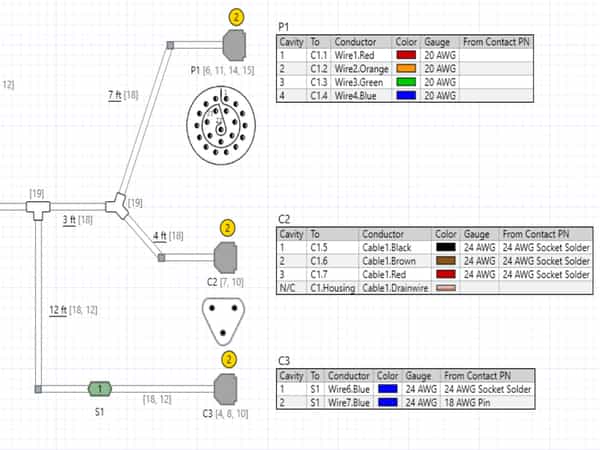 2
P1 [6, 11, 14, 15]
12]
7 ft [18]
[19]
[19]
3 ft [18]
4 ft [18]
2
C2 [7, 10]
12 ft [18, 12]
2
1
S1
[18, 12]
C3 [4, 8, 10]
P1
Cavity To Conductor Color Gauge From Contact PN
1 C1.1 Wire1.Red 20 AWG
2 C1.2 Wire2.Orange 20 AWG
3 C1.3 Wire3.Green 20 AWG
4 C1.4 Wire4.Blue 20 AWG
C2
Cavity To Conductor Color Gauge From Contact PN
1 C1.5 Cable1.Black 24 AWG 24 AWG Socket Solder
2 C1.6 Cable1.Brown 24 AWG 24 AWG Socket Solder
3 C1.7 Cable1.Red 24 AWG 24 AWG Socket Solder
N/C C1.Housing Cable1.Drainwire
C3
Cavity To Conductor Color Gauge From Contact PN
1 S1 Wire6.Blue 24 AWG 24 AWG Socket Solder
2 S1 Wire7.Blue 24 AWG 18 AWG Pin